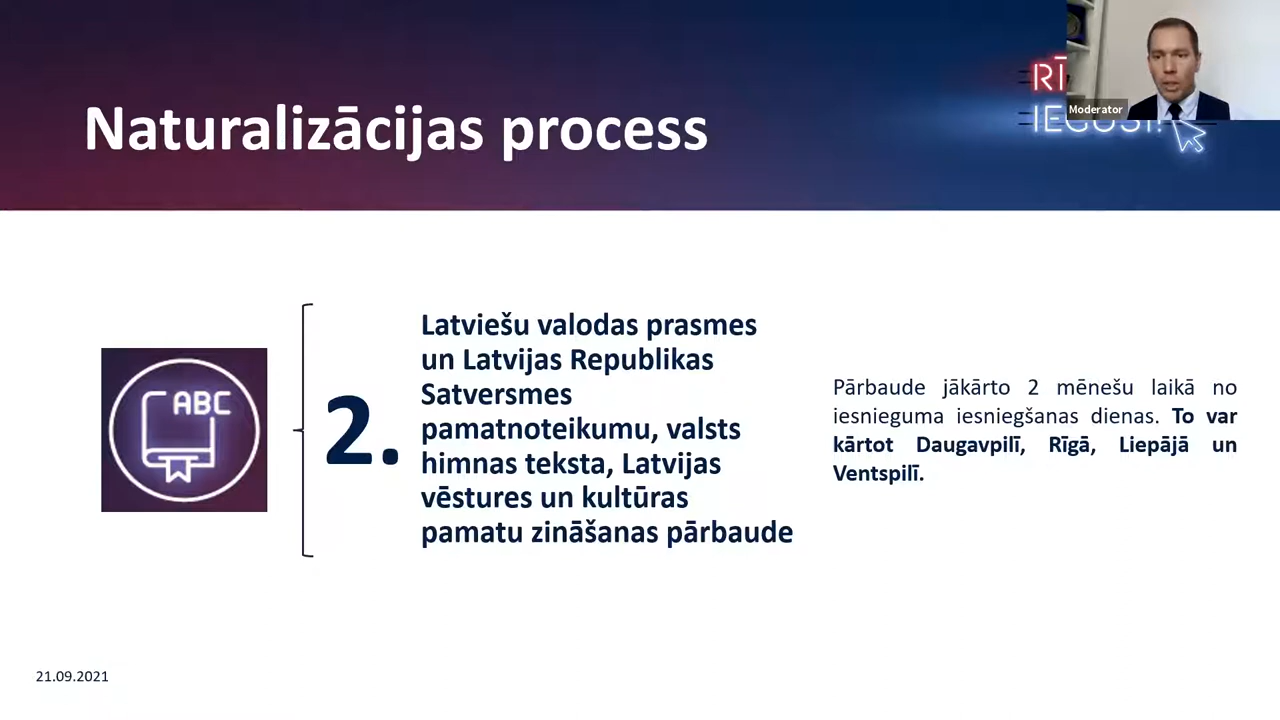 Naturalizācijas process
RĪ
Moderator
ABC
2.
Latviešu valodas prasmes
un Latvijas Republikas
Satversmes
pamatnoteikumu, valsts
himnas teksta, Latvijas
vēstures un kultūras
pamatu zināšanas pārbaude
Pārbaude jākārto 2 mēnešu laikā no
iesnieguma iesniegšanas dienas. To var
kārtot Daugavpilī, Rīgā, Liepājā un
Ventspilī.
21.09.2021